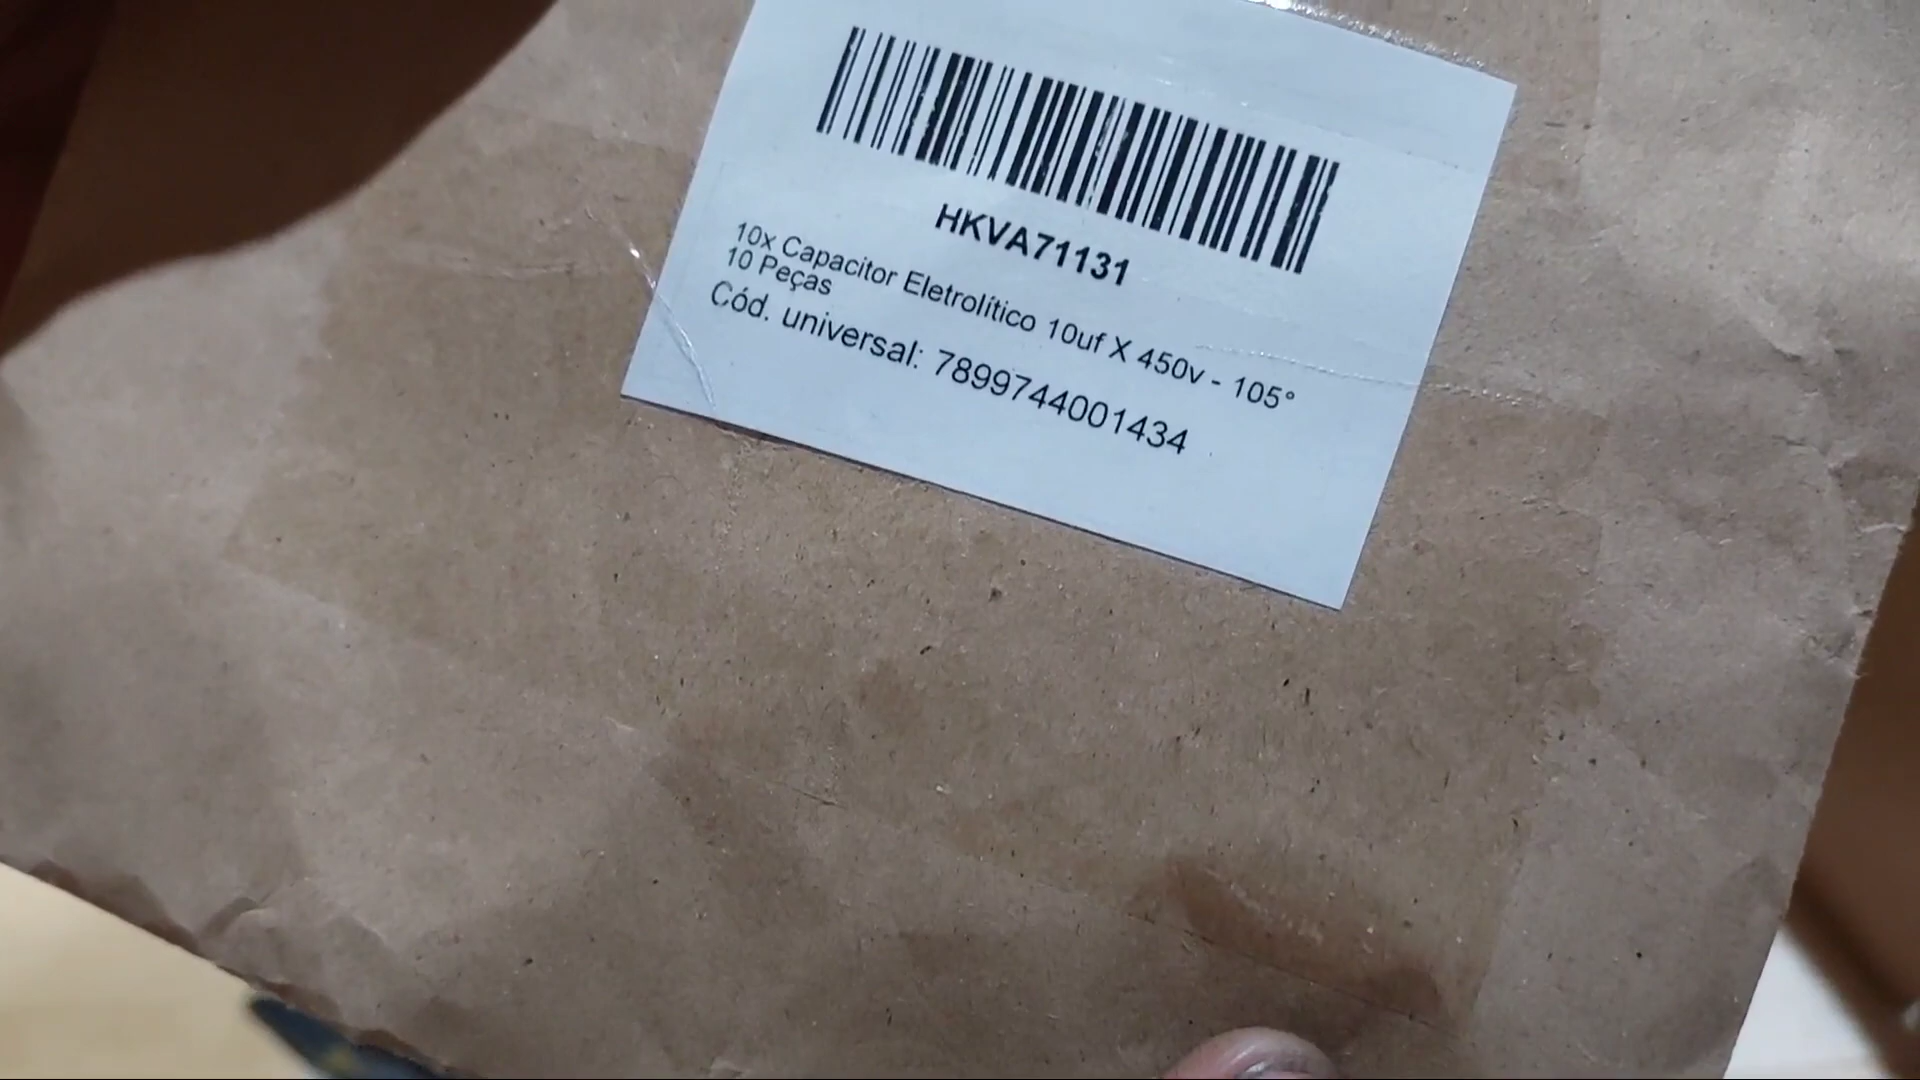 HKVA71131
10x Capacitor Eletrolítico 10uf X 450v - 105°
10 Peças
Cód. universal: 7899744001434